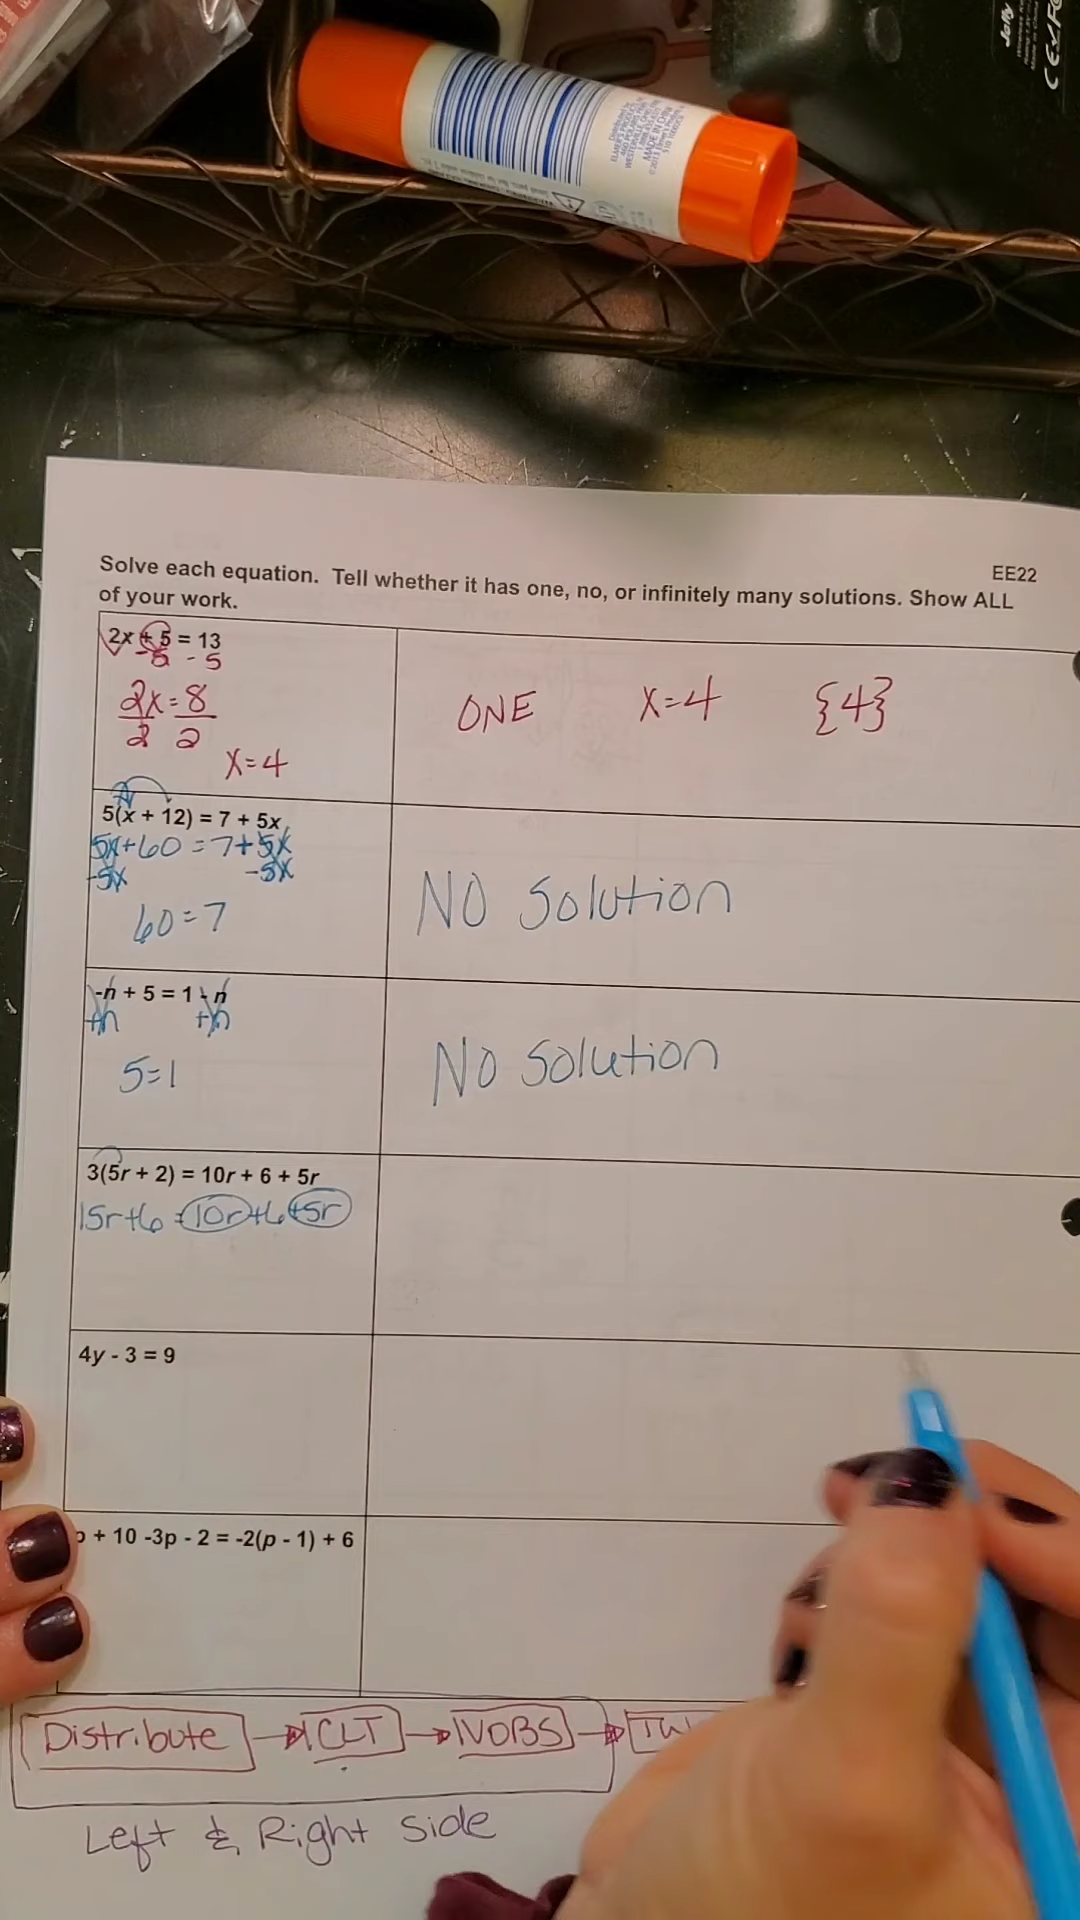 Jolly
MADE IN CHINA
EE22
Solve each equation. Tell whether it has one, no, or infinitely many solutions. Show ALL
of your work.
2x + 5 = 13
-5 -5
2x = 8
2 2
x=4
ONE x=4 {4}
5(x + 12) = 7 + 5x
5x+60 = 7+5x
-5x -5x
60=7
NO Solution
-n + 5 = 1 - n
+n +n
5=1
NO Solution
3(5r + 2) = 10r + 6 + 5r
15r+6 = 10r+6+5r
4y - 3 = 9
p + 10 -3p - 2 = -2(p - 1) + 6
Distribute CLT VOBS
Left & Right Side